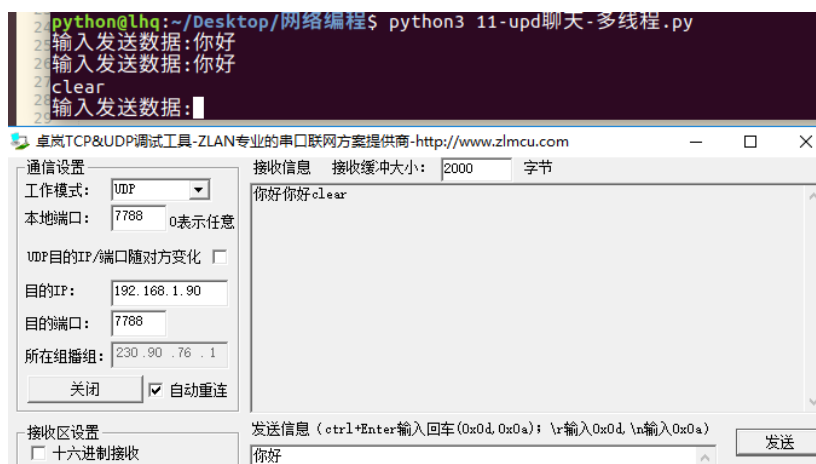 24
python@lhq:~/Desktop/网络编程$ python3 11-upd聊天-多线程.py
25
输入发送数据:你好
26
输入发送数据:你好
27
clear
28
输入发送数据:
29
卓岚TCP&UDP调试工具-ZLAN专业的串口联网方案提供商-http://www.zlmcu.com
通信设置
工作模式: UDP
本地端口: 7788 0表示任意
UDP目的IP/端口随对方变化
目的IP: 192.168.1.90
目的端口: 7788
所在组播组: 230 .90 .76 .1
关闭 自动重连
接收区设置
十六进制接收
接收信息 接收缓冲大小: 2000 字节
你好你好clear
发送信息(ctrl+Enter输入回车(0x0d,0x0a); \r输入0x0d,\n输入0x0a)
你好
发送